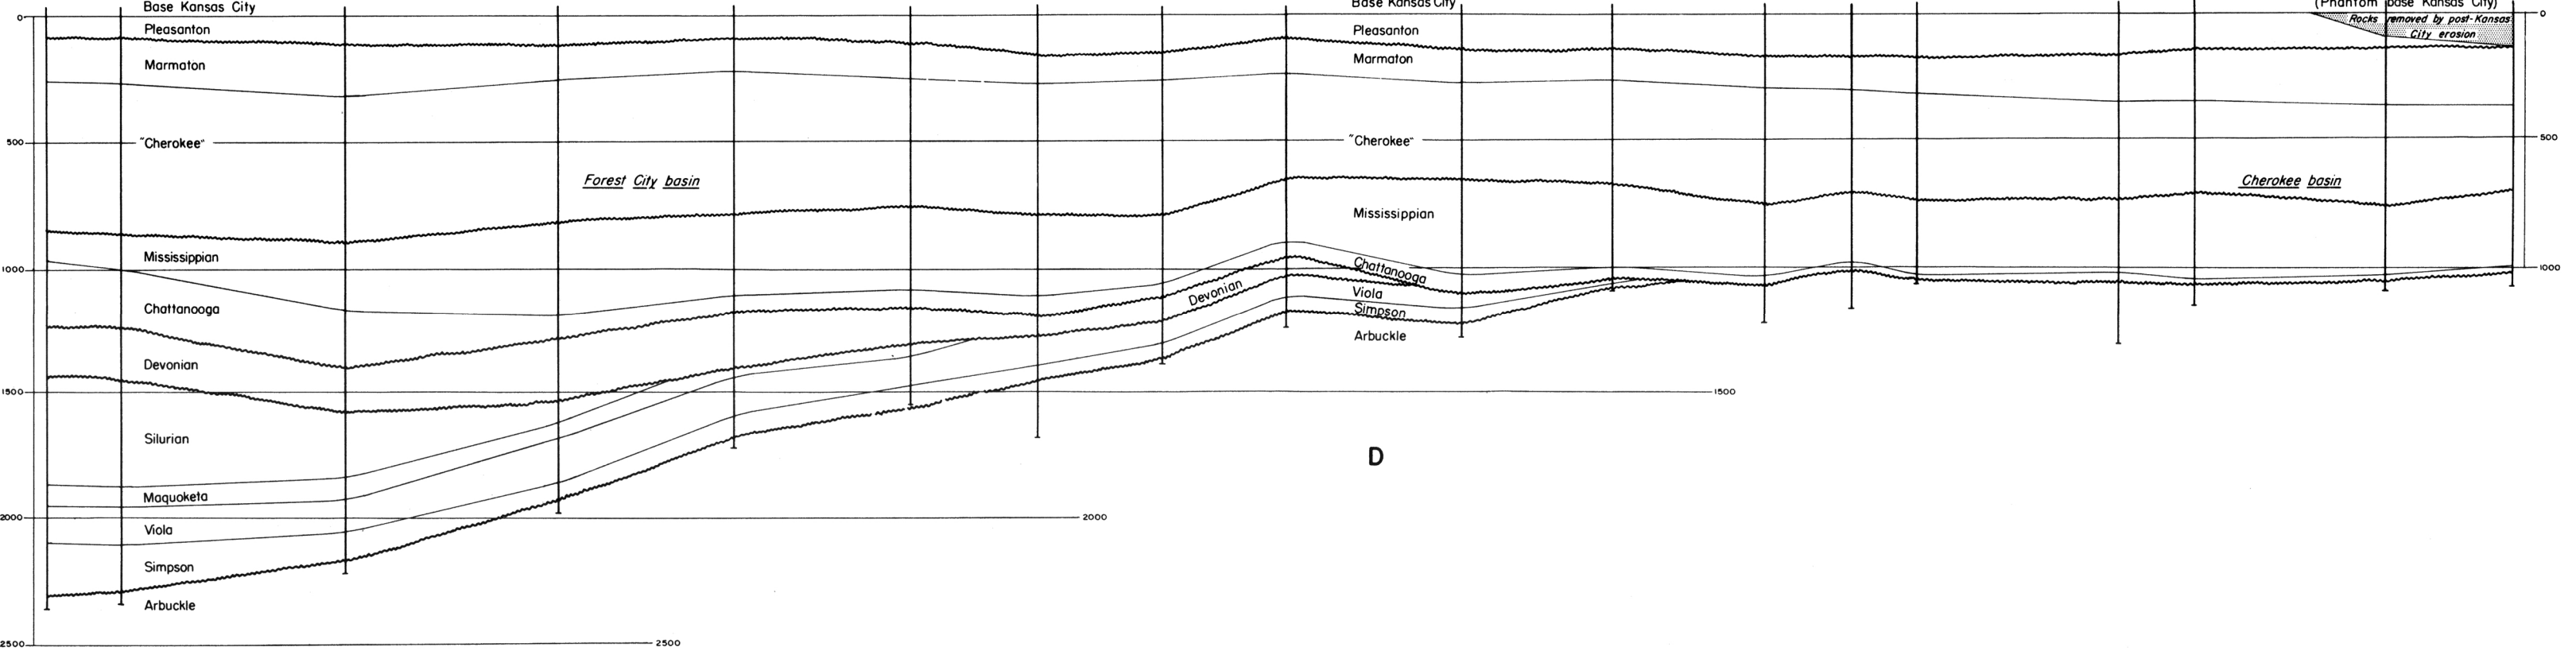 Base Kansas City
Base Kansas City
(Phantom base Kansas City)
0
Pleasanton
Pleasanton
Rocks removed by post-Kansas
City erosion
0
Marmaton
Marmaton
500
"Cherokee"
"Cherokee"
500
Forest City basin
Cherokee basin
Mississippian
Mississippian
1000
Chattanooga
1000
Chattanooga
Devonian
Viola
Simpson
Arbuckle
Devonian
1500
1500
Silurian
D
Maquoketa
2000
2000
Viola
Simpson
Arbuckle
2500
2500